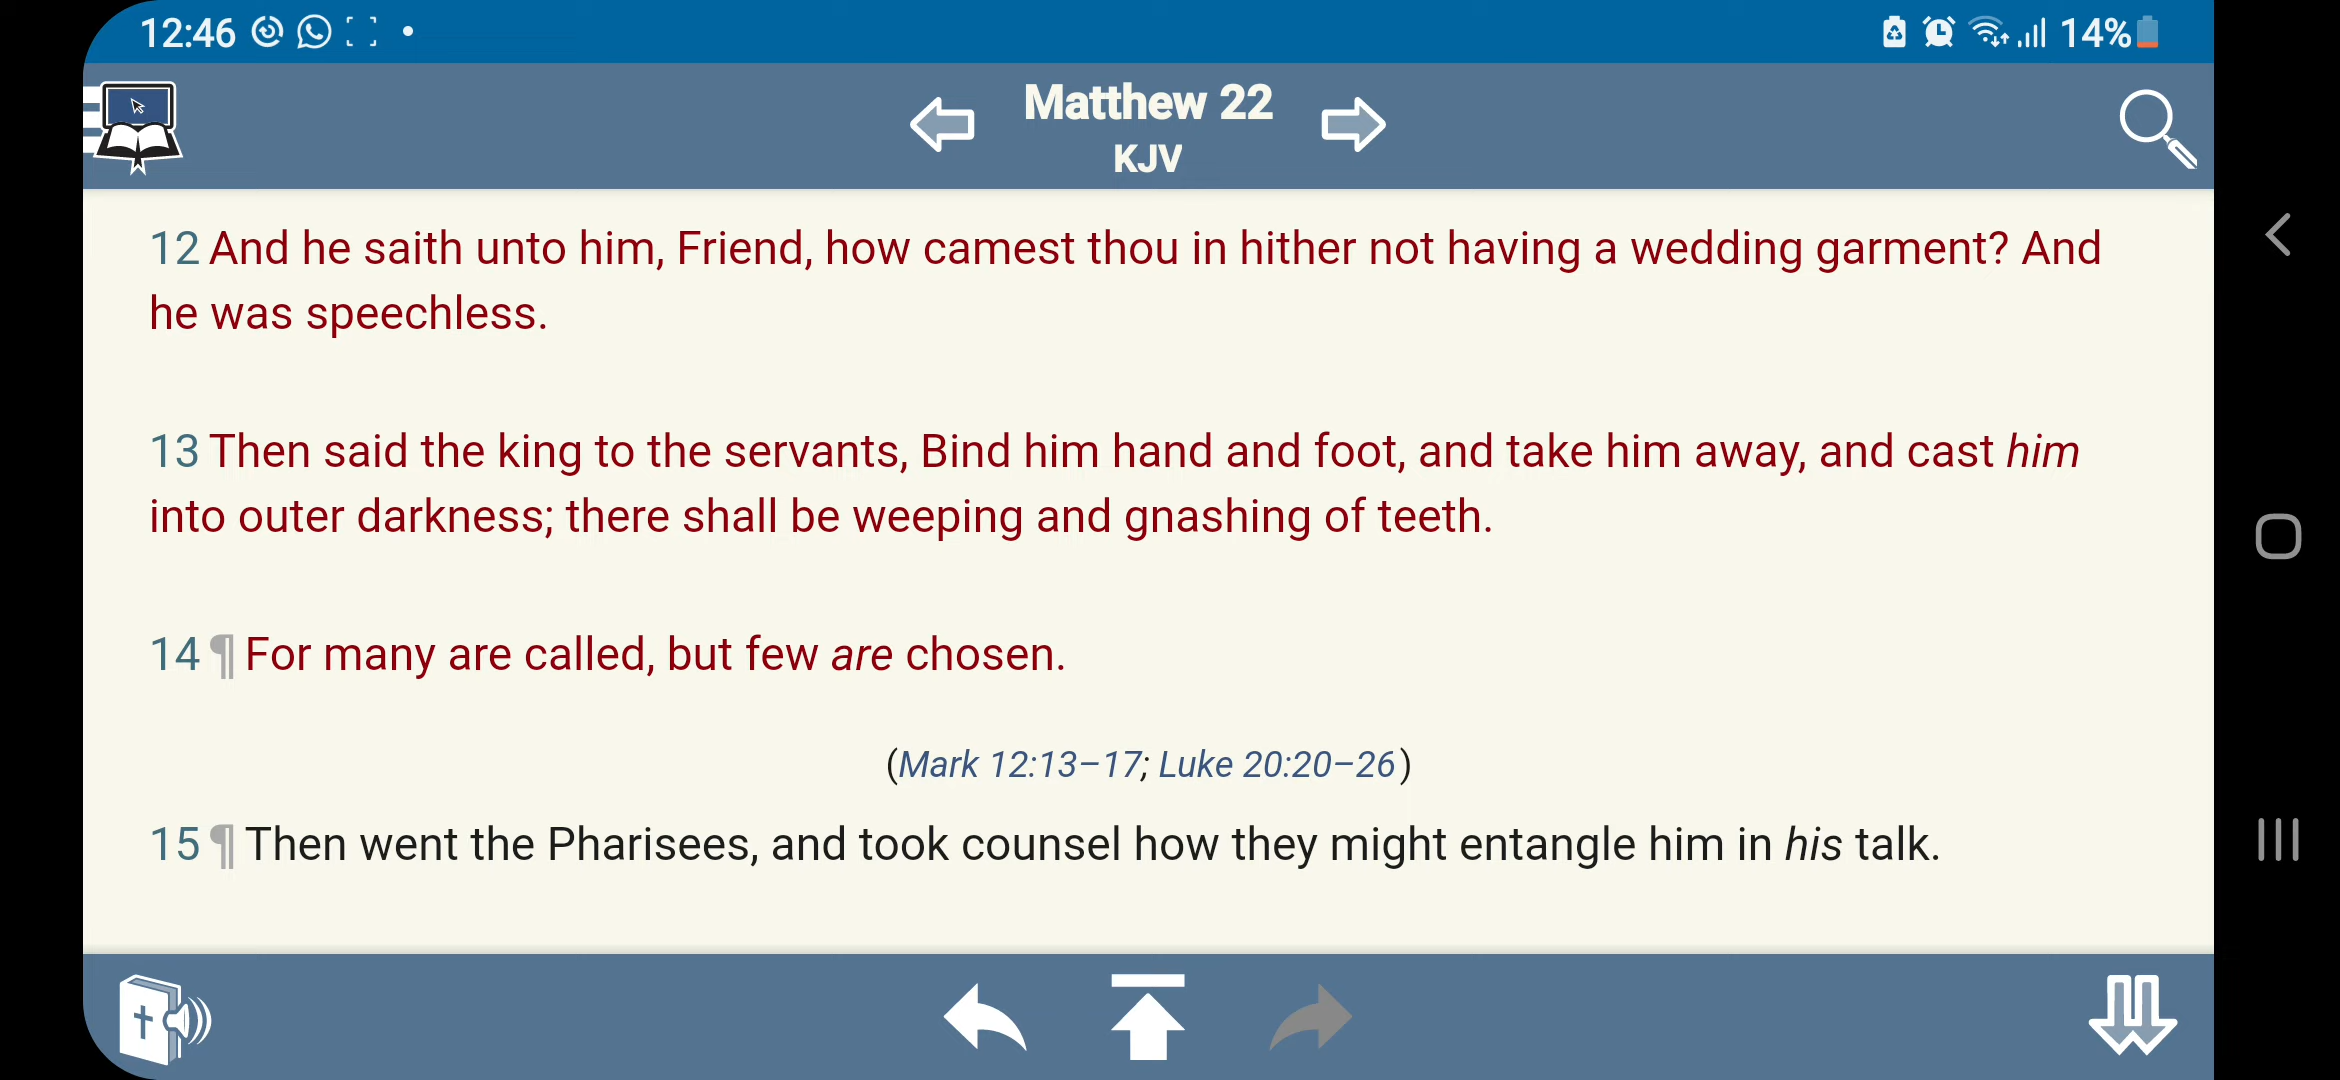 12:46
14%
Matthew 22
KJV
12 And he saith unto him, Friend, how camest thou in hither not having a wedding garment? And
he was speechless.
13 Then said the king to the servants, Bind him hand and foot, and take him away, and cast him
into outer darkness; there shall be weeping and gnashing of teeth.
14 ¶ For many are called, but few are chosen.
(Mark 12:13–17; Luke 20:20–26)
15 ¶ Then went the Pharisees, and took counsel how they might entangle him in his talk.